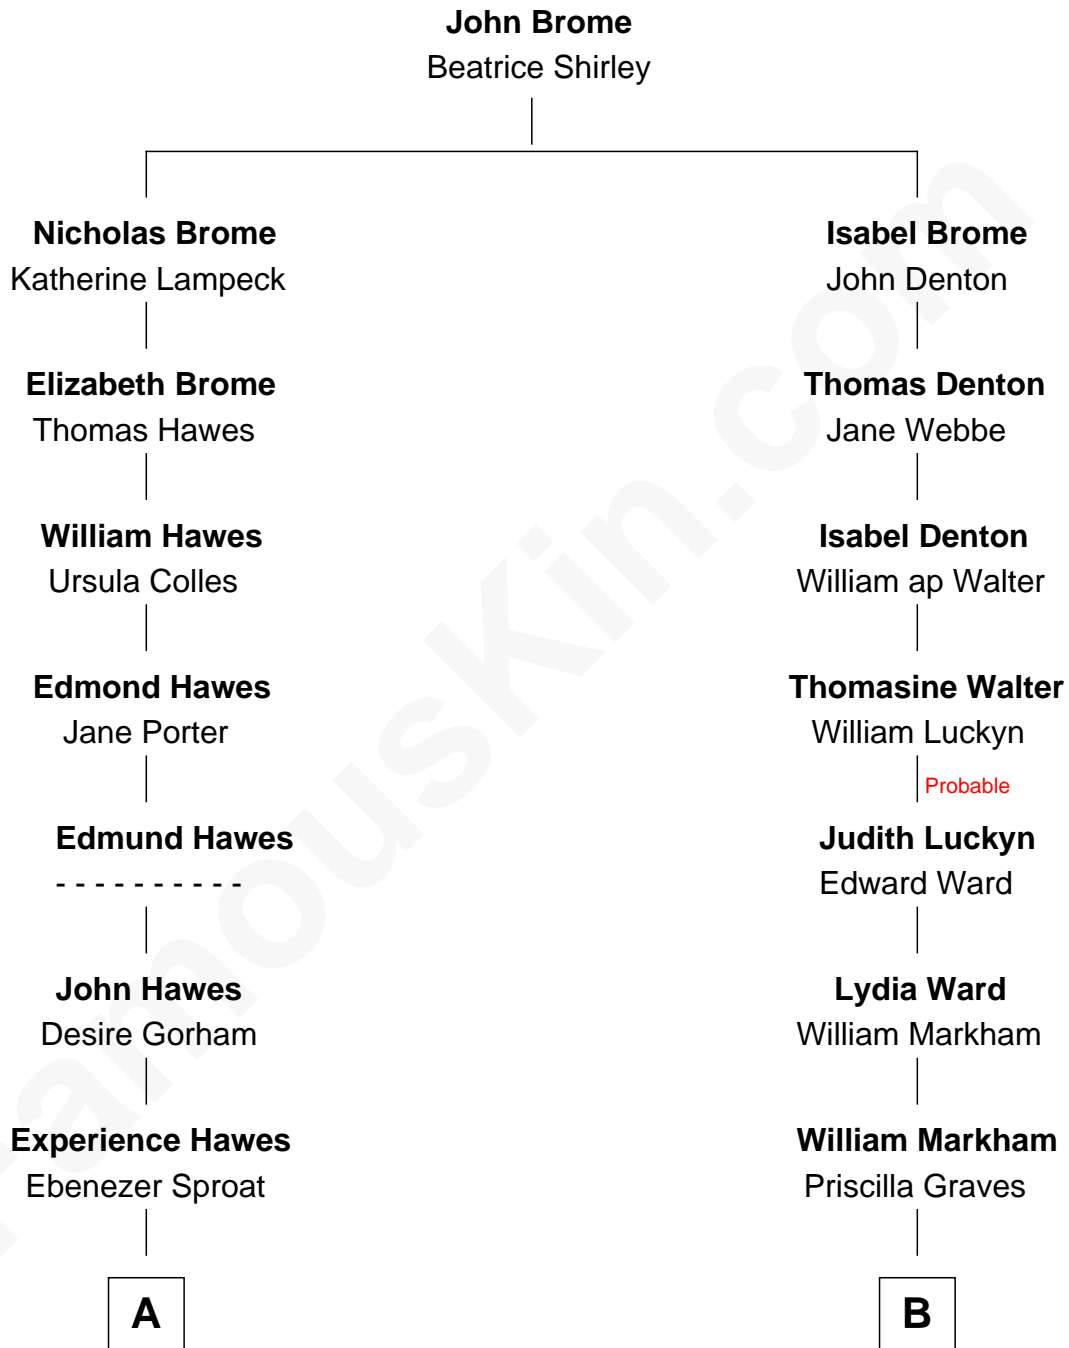 John Brome
Beatrice Shirley
Nicholas Brome
Katherine Lampeck
Isabel Brome
John Denton
Elizabeth Brome
Thomas Hawes
Thomas Denton
Jane Webbe
William Hawes
Ursula Colles
Isabel Denton
William ap Walter
Edmond Hawes
Jane Porter
Thomasine Walter
William Luckyn
Probable
Edmund Hawes
- - - - - - - - - -
Judith Luckyn
Edward Ward
John Hawes
Desire Gorham
Lydia Ward
William Markham
Experience Hawes
Ebenezer Sproat
William Markham
Priscilla Graves
A
B
FamousKin.com